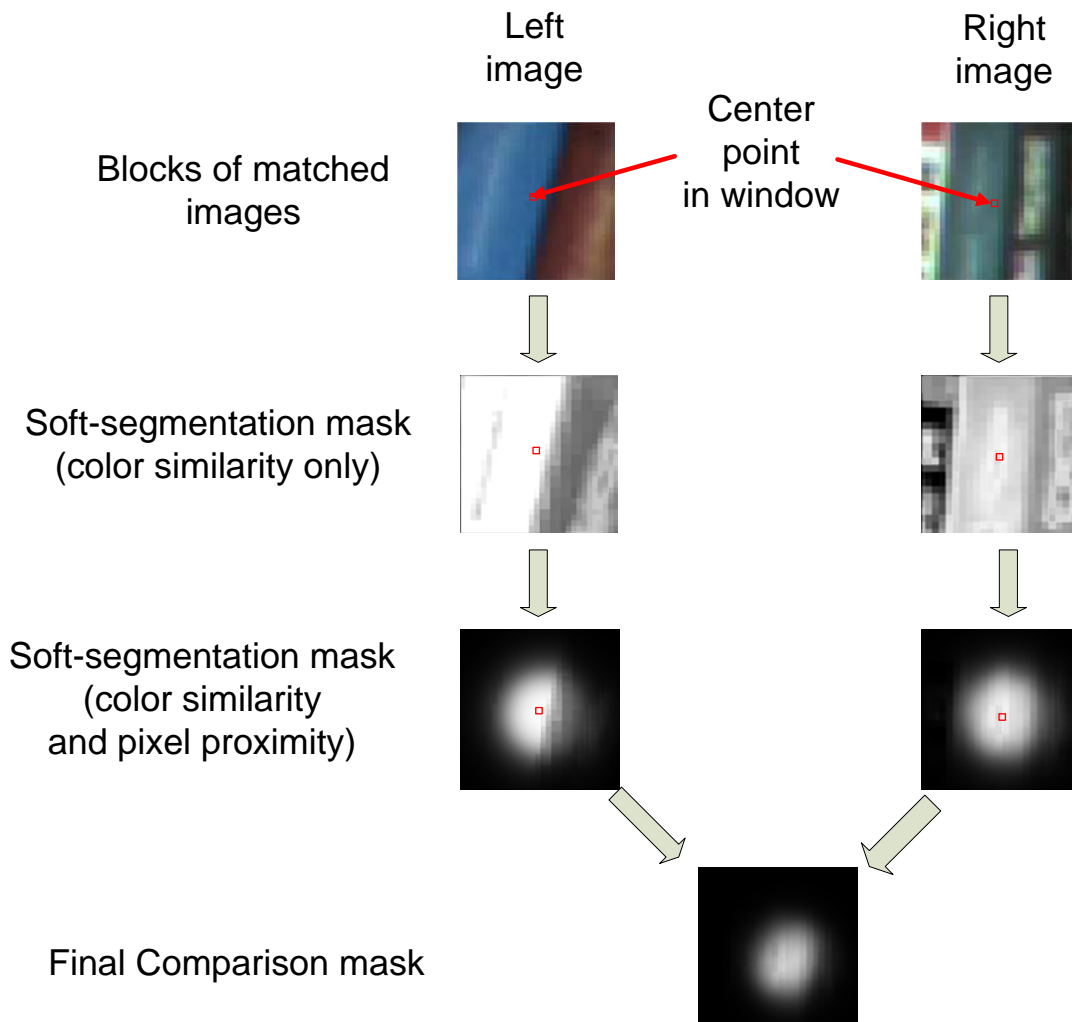 Left
image
Right
image
Center
point
in window
Blocks of matched
images
Soft-segmentation mask
(color similarity only)
Soft-segmentation mask
(color similarity
and pixel proximity)
Final Comparison mask